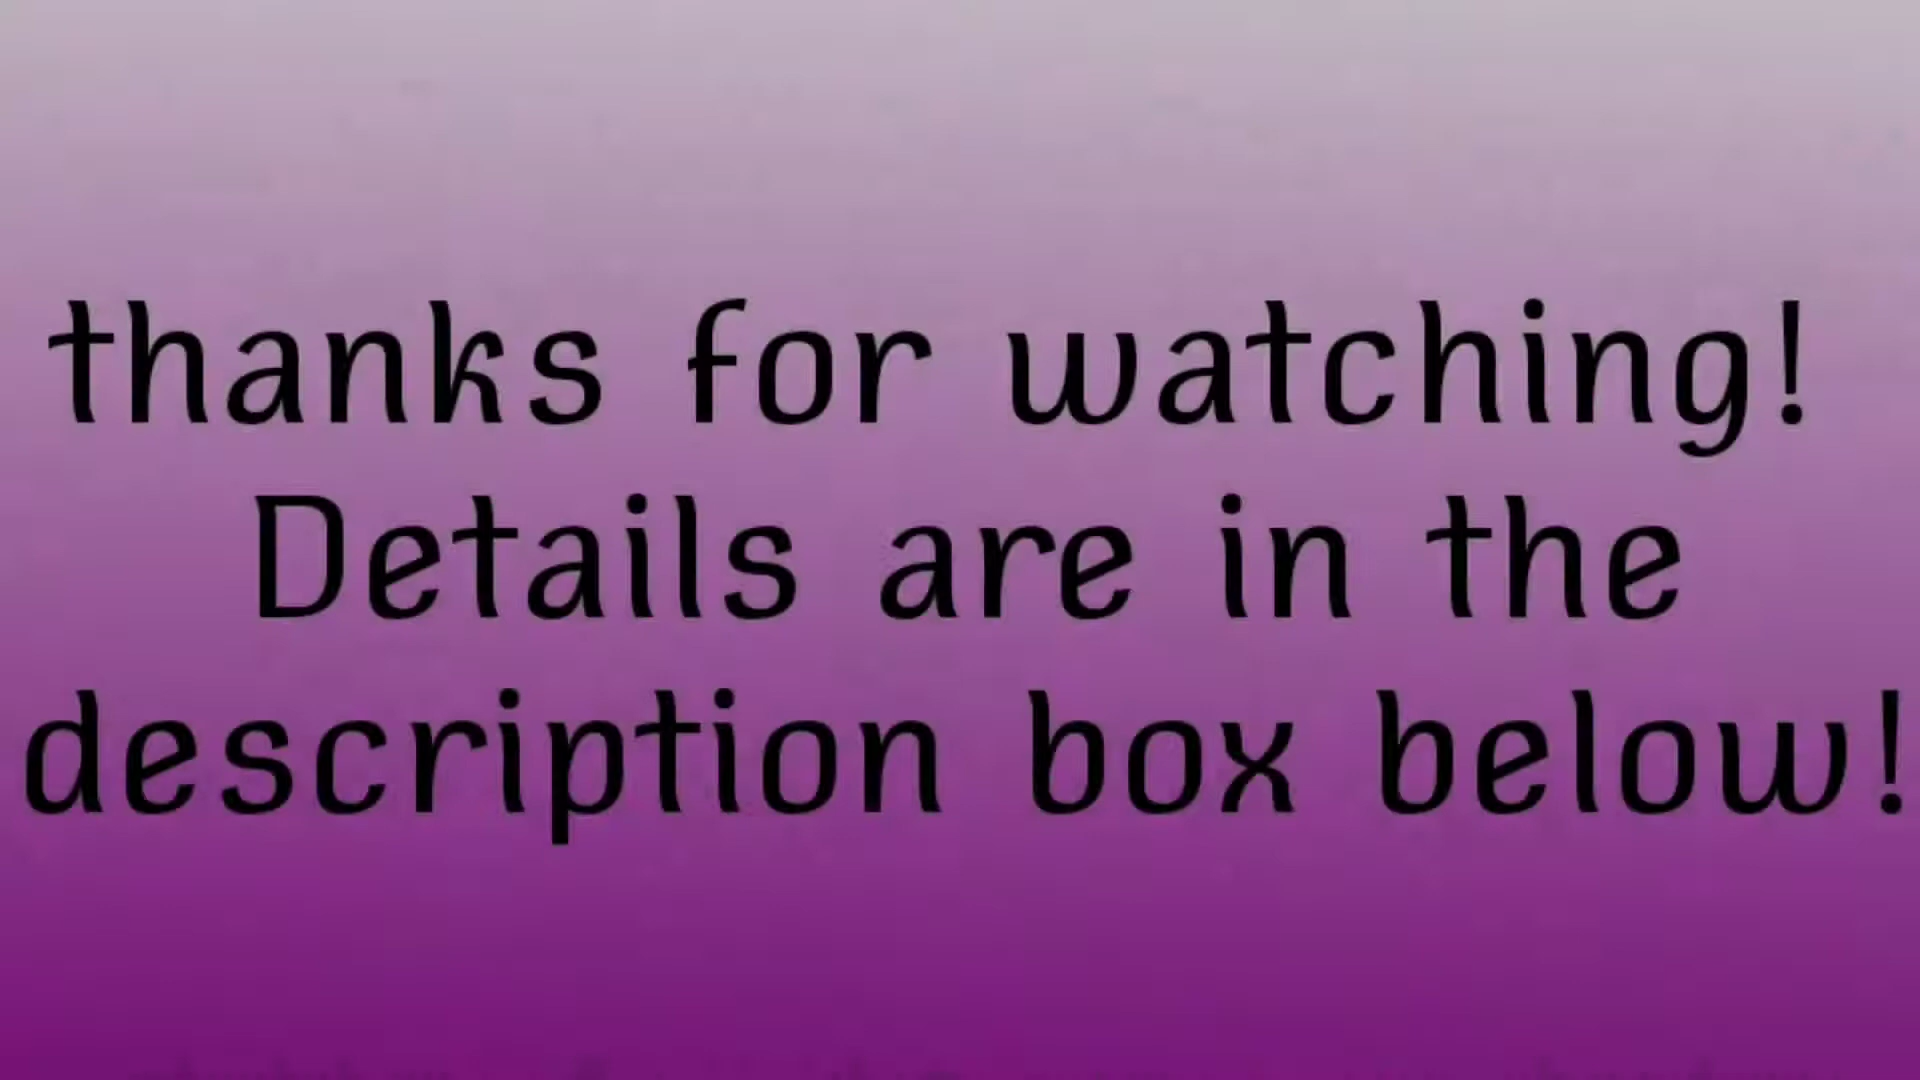 thanks for watching!
Details are in the
description box below!